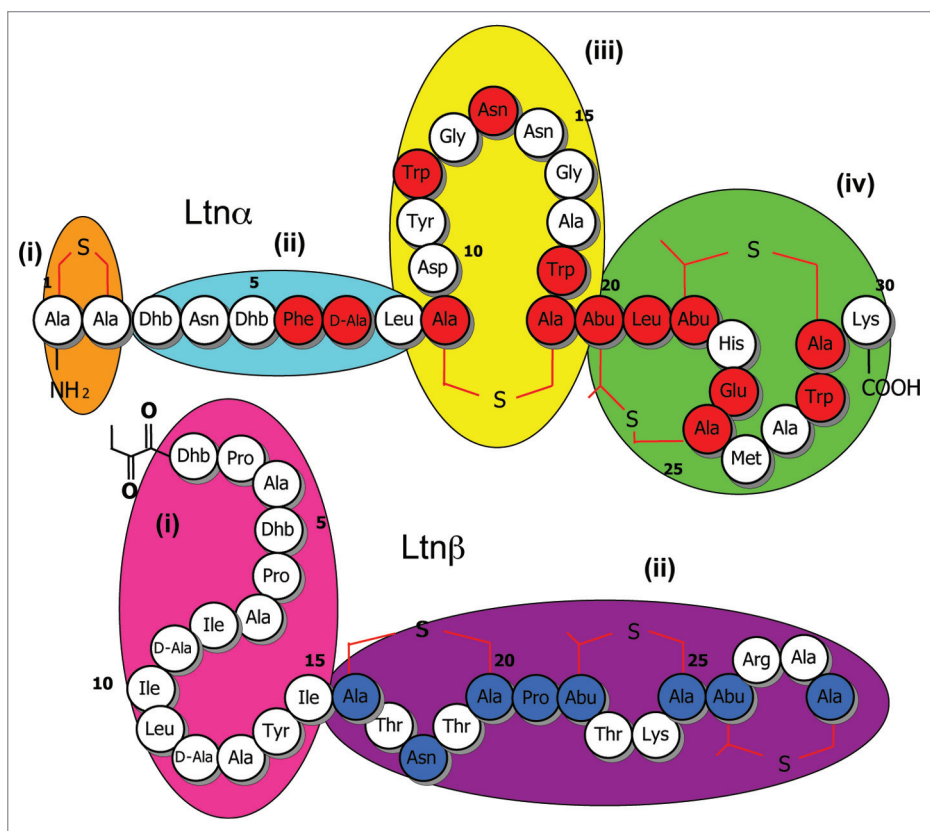 (iii)
Asn
15
Gly
Asn
Trp
Gly
(iv)
Ltnα
Tyr
Ala
S
(i)
S
(ii)
Asp
10
Trp
1
5
20
30
Ala
Ala
Dhb
Asn
Dhb
Phe
D-Ala
Leu
Ala
Ala
Abu
Leu
Abu
His
Ala
Lys
NH2
S
Glu
Trp
COOH
S
Ala
Ala
Met
25
O
O
Dhb
Pro
Ala
(i)
Dhb
5
Ltnβ
Pro
(ii)
Ala
Ile
D-Ala
S
S
10
Ile
15
Ile
Ala
20
Ala
Pro
Abu
25
Ala
Abu
Arg
Ala
Ala
Leu
Tyr
Thr
Thr
Thr
Lys
D-Ala
Ala
Asn
S